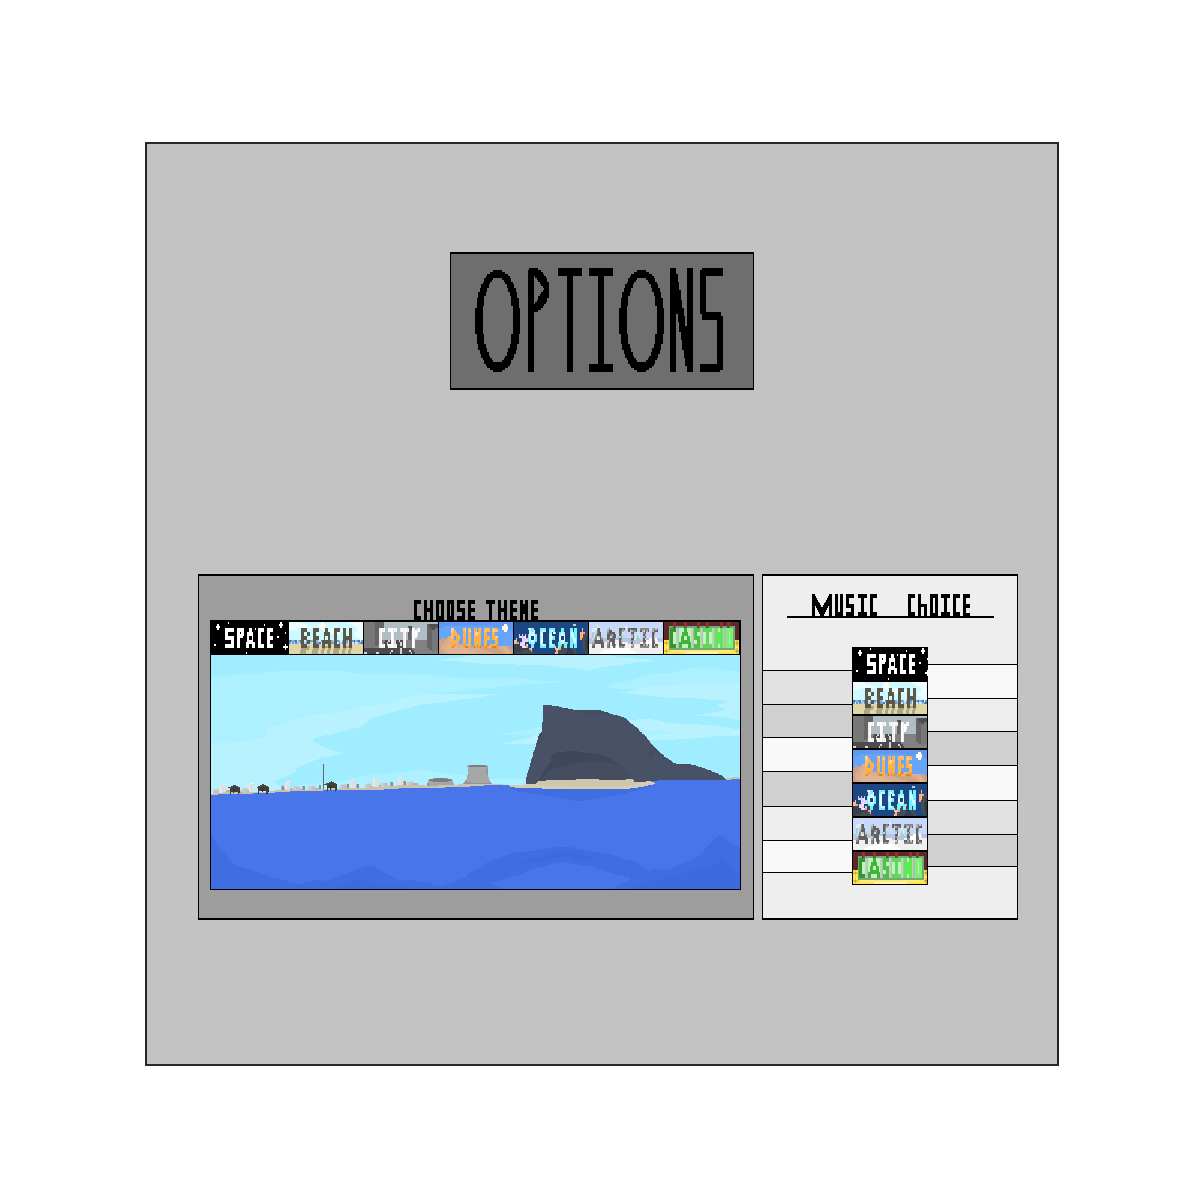 OPTIONS
CHOOSE THEME
SPACE BEACH CITY DUNES OCEAN ARCTIC CASINO
MUSIC ChOICE
SPACE
BEACH
CITY
DUNES
OCEAN
ARCTIC
CASINO